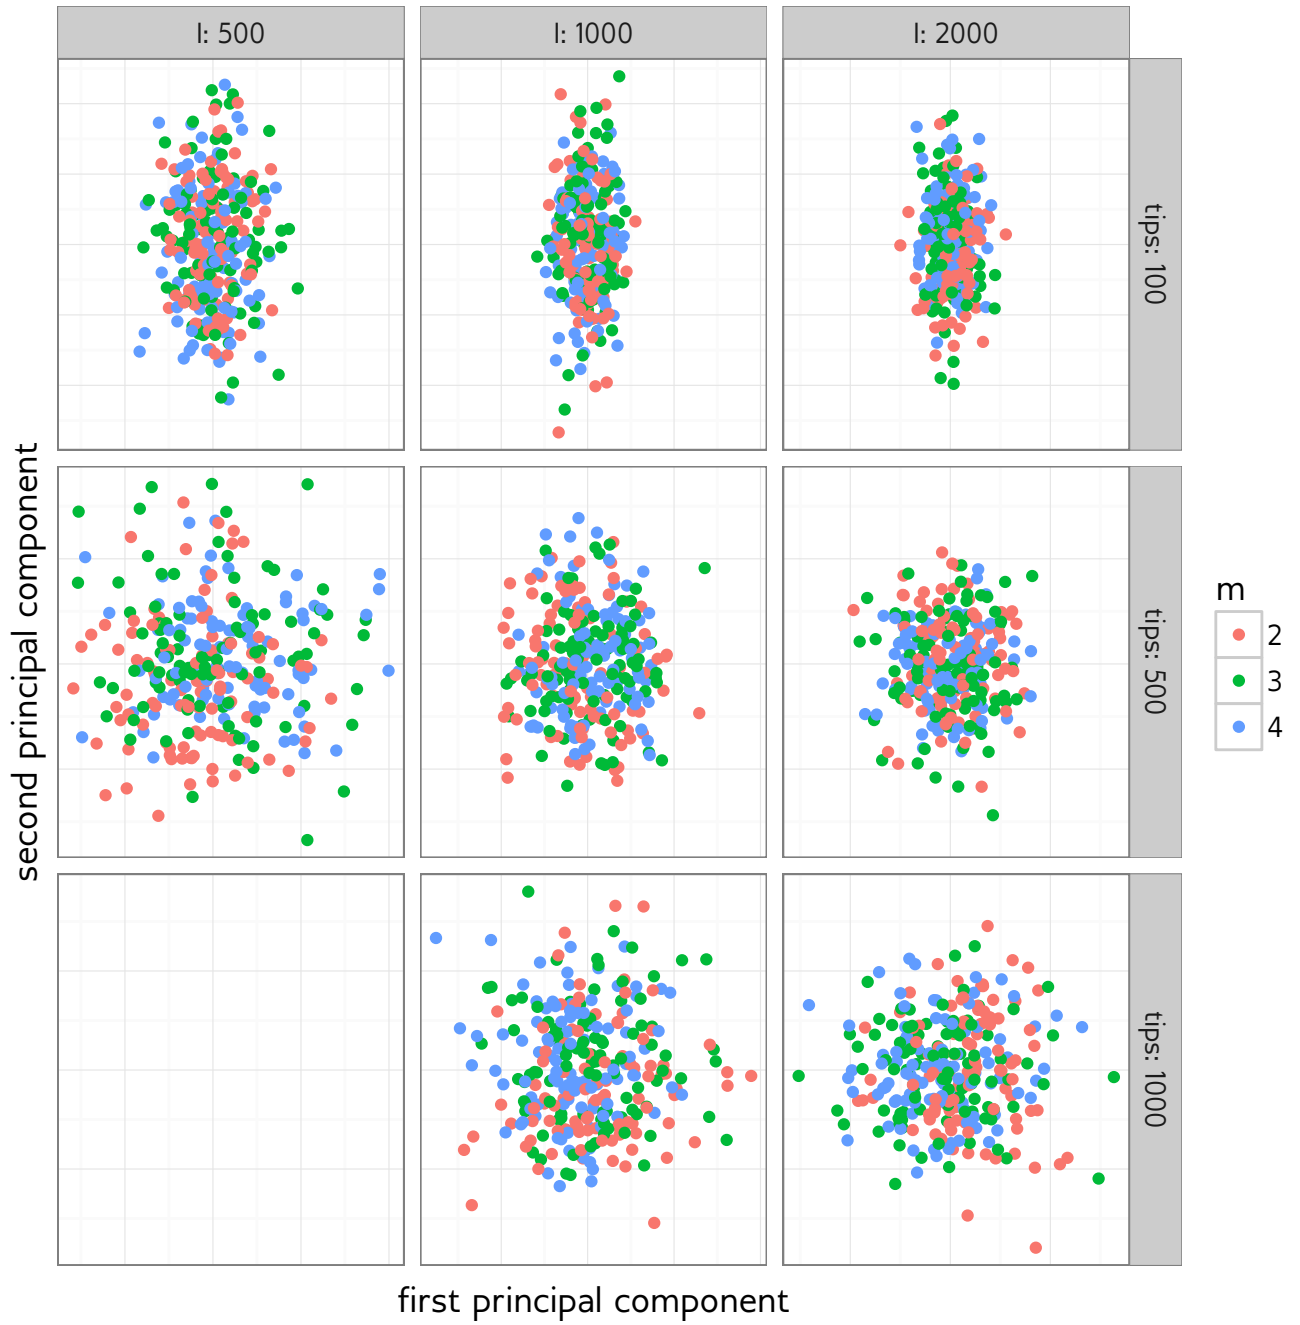 I: 500
I: 1000
I: 2000
tips: 100
tips: 500
tips: 1000
second principal component
first principal component
m
2
3
4